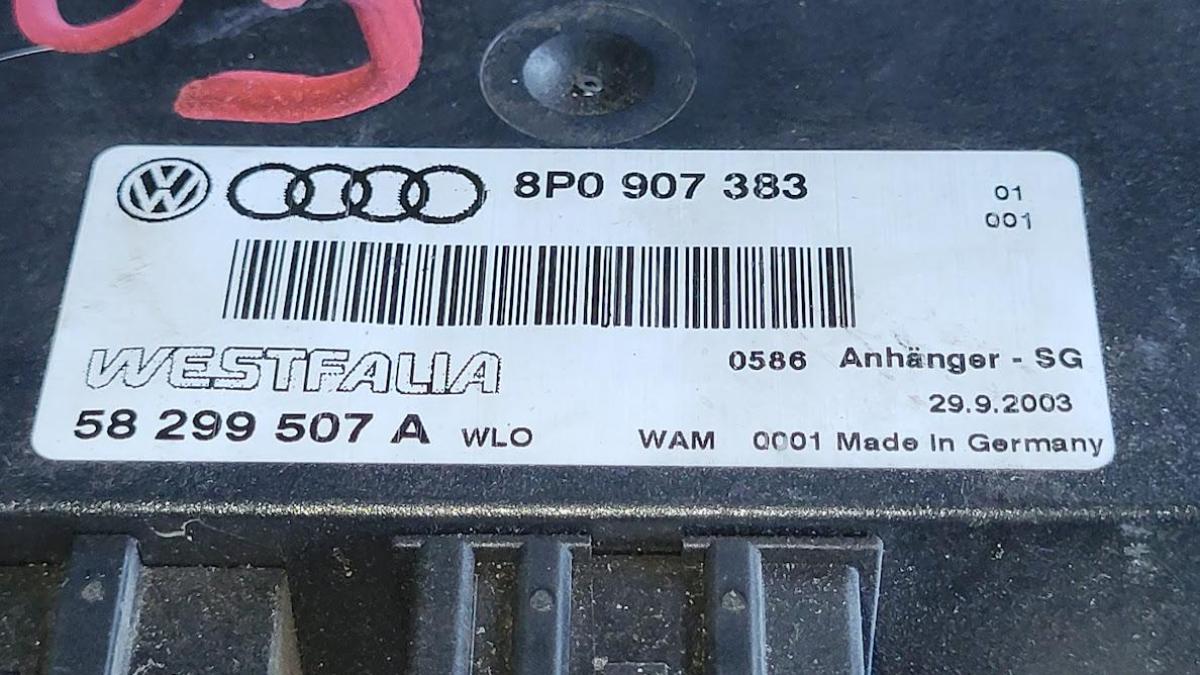 8P0 907 383
01
001
WESTFALIA
0586 Anhänger - SG
29.9.2003
58 299 507 A WLO WAM 0001 Made In Germany